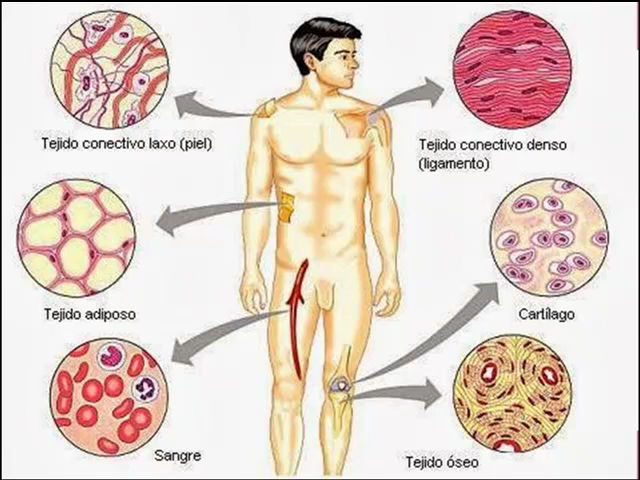 Tejido conectivo laxo (piel)
Tejido conectivo denso
(ligamento)
Tejido adiposo
Cartílago
Sangre
Tejido óseo